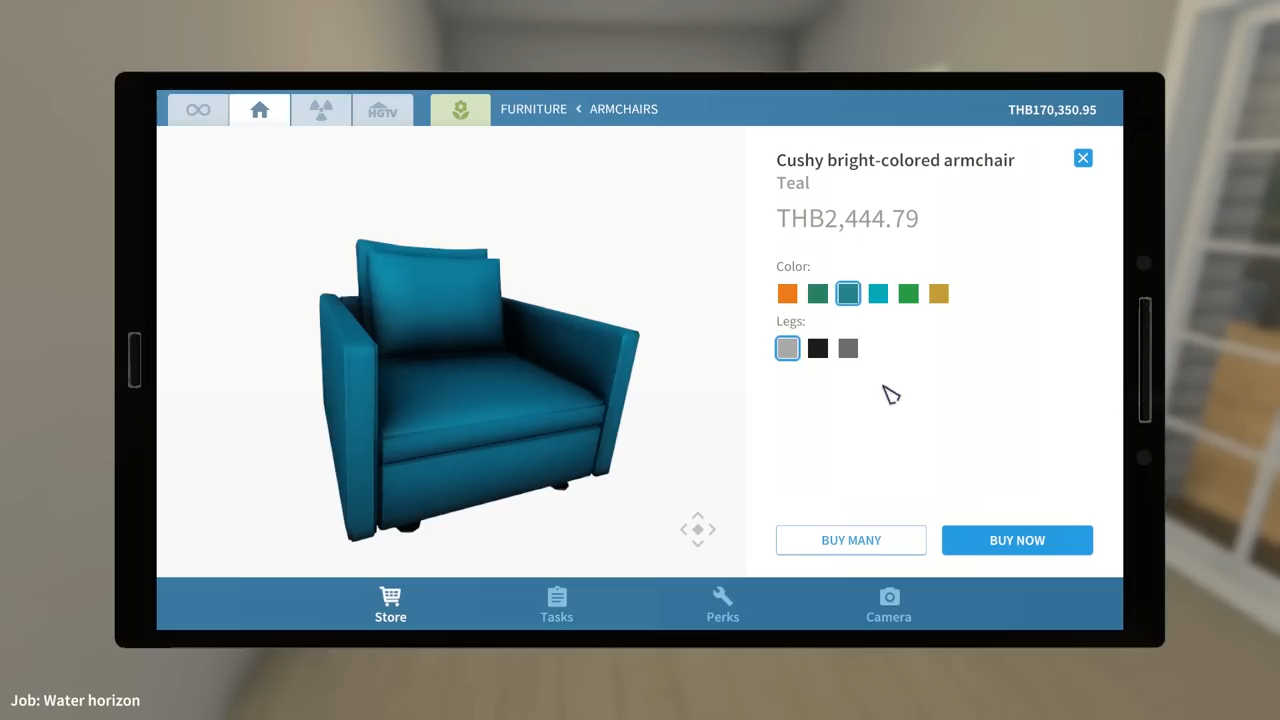 HGTV
FURNITURE < ARMCHAIRS
THB170,350.95
Cushy bright-colored armchair
Teal
THB2,444.79
Color:
Legs:
BUY MANY
BUY NOW
Store
Tasks
Perks
Camera
Job: Water horizon